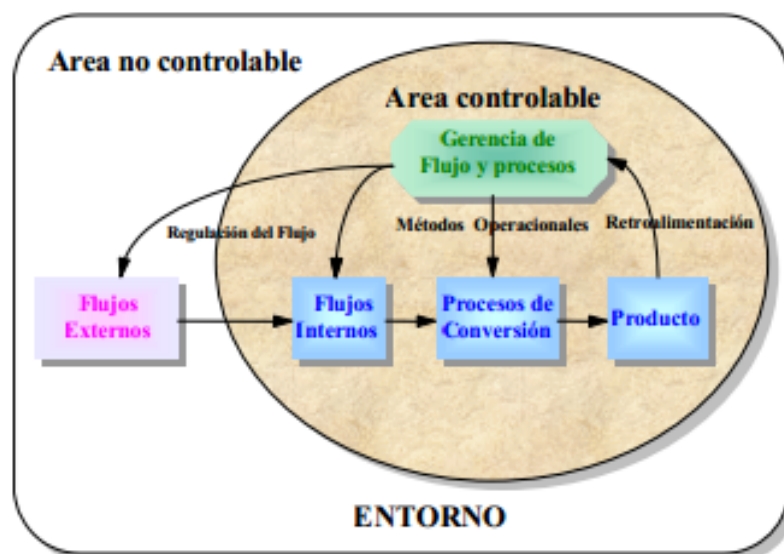 Area no controlable
Area controlable
Gerencia de
Flujo y procesos
Regulación del Flujo
Métodos Operacionales
Retroalimentación
Flujos
Externos
Flujos
Internos
Procesos de
Conversión
Producto
ENTORNO